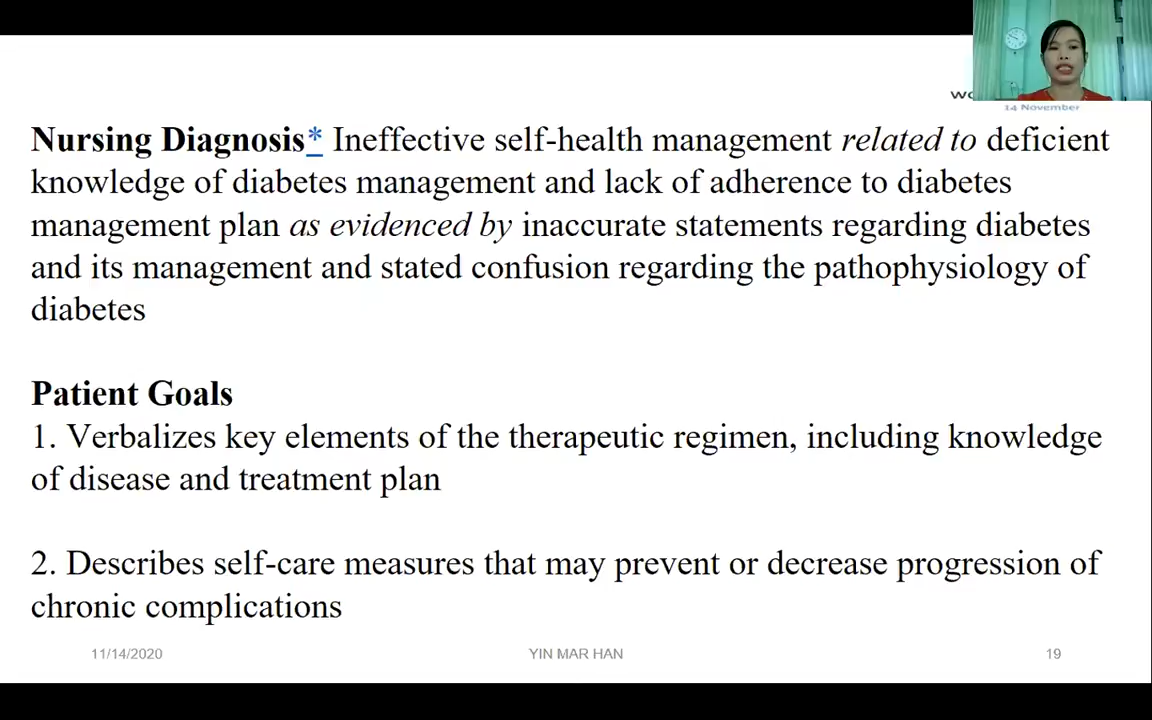 14 November
Nursing Diagnosis* Ineffective self-health management related to deficient
knowledge of diabetes management and lack of adherence to diabetes
management plan as evidenced by inaccurate statements regarding diabetes
and its management and stated confusion regarding the pathophysiology of
diabetes
Patient Goals
1. Verbalizes key elements of the therapeutic regimen, including knowledge
of disease and treatment plan
2. Describes self-care measures that may prevent or decrease progression of
chronic complications
11/14/2020
YIN MAR HAN
19